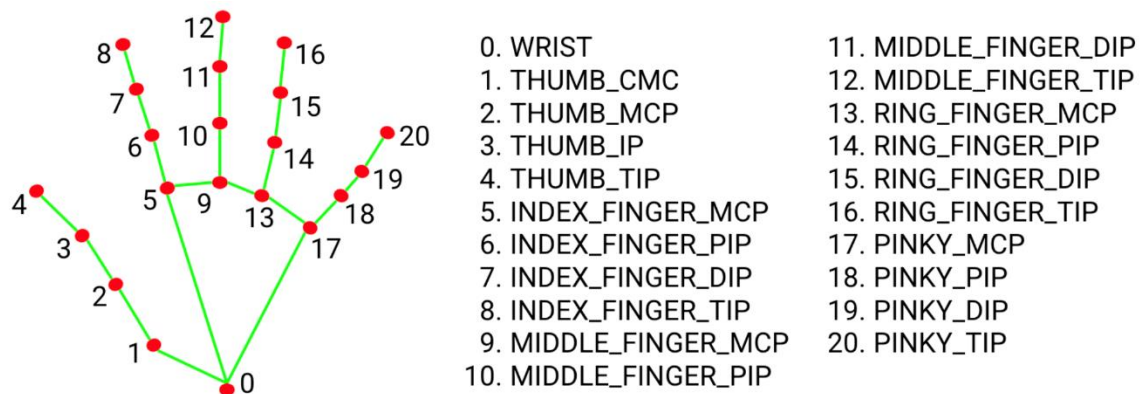 12
8
16
11
7
15
10
20
6
14
19
4
5
9
13
18
3
17
2
1
0
0. WRIST
1. THUMB_CMC
2. THUMB_MCP
3. THUMB_IP
4. THUMB_TIP
5. INDEX_FINGER_MCP
6. INDEX_FINGER_PIP
7. INDEX_FINGER_DIP
8. INDEX_FINGER_TIP
9. MIDDLE_FINGER_MCP
10. MIDDLE_FINGER_PIP
11. MIDDLE_FINGER_DIP
12. MIDDLE_FINGER_TIP
13. RING_FINGER_MCP
14. RING_FINGER_PIP
15. RING_FINGER_DIP
16. RING_FINGER_TIP
17. PINKY_MCP
18. PINKY_PIP
19. PINKY_DIP
20. PINKY_TIP